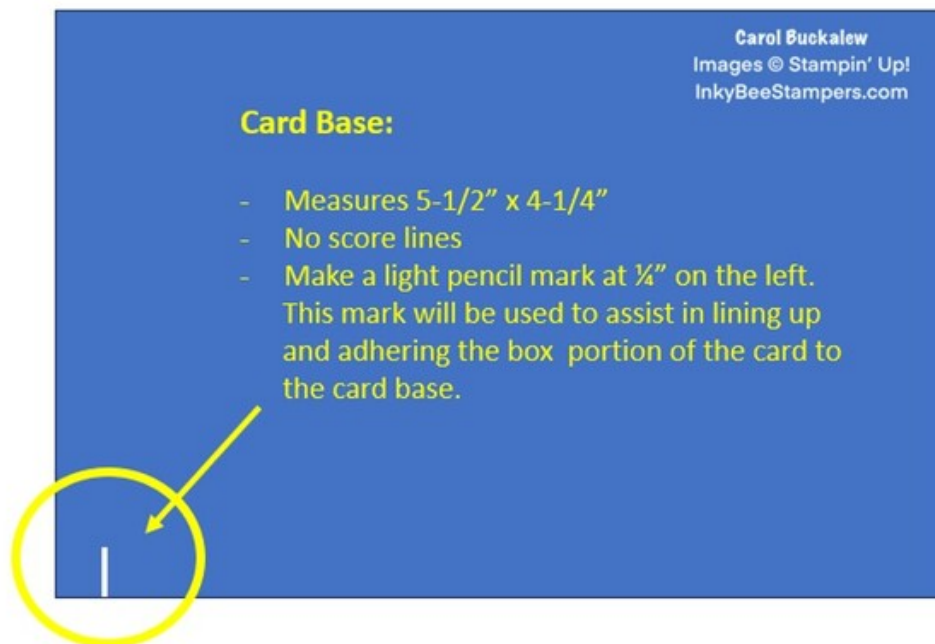 Carol Buckalew
Images © Stampin' Up!
InkyBeeStampers.com
Card Base:
- Measures 5-1/2" x 4-1/4"
- No score lines
- Make a light pencil mark at ¼" on the left.
This mark will be used to assist in lining up
and adhering the box  portion of the card to
the card base.